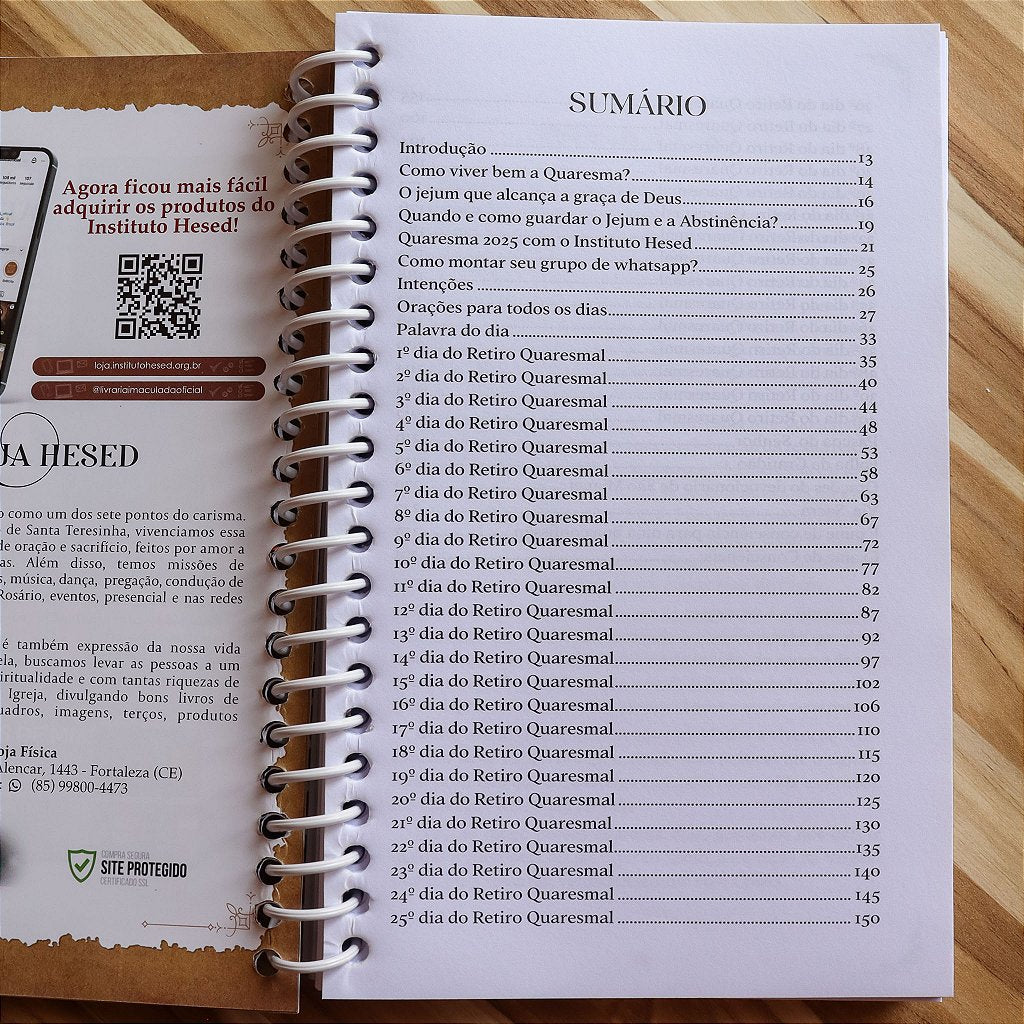 Agora ficou mais fácil
adquirir os produtos do
Instituto Hesed!
loja.institutohesed.org.br
@livrariaimaculadaoficial
JA HESED
o como um dos sete pontos do carisma.
de Santa Teresinha, vivenciamos essa
de oração e sacrifício, feitos por amor a
as. Além disso, temos missões de
s, música, dança, pregação, condução de
Rosário, eventos, presencial e nas redes
é também expressão da nossa vida
ela, buscamos levar as pessoas a um
iritualidade e com tantas riquezas de
Igreja, divulgando bons livros de
uadros, imagens, terços, produtos
oja Física
Alencar, 1443 - Fortaleza (CE)
: (85) 99800-4473
COMPRA SEGURA
SITE PROTEGIDO
CERTIFICADO SSL
SUMÁRIO
Introdução ... 13
Como viver bem a Quaresma? ... 14
O jejum que alcança a graça de Deus ... 16
Quando e como guardar o Jejum e a Abstinência? ... 19
Quaresma 2025 com o Instituto Hesed ... 21
Como montar seu grupo de whatsapp? ... 25
Intenções ... 26
Orações para todos os dias ... 27
Palavra do dia ... 33
1º dia do Retiro Quaresmal ... 35
2º dia do Retiro Quaresmal ... 40
3º dia do Retiro Quaresmal ... 44
4º dia do Retiro Quaresmal ... 48
5º dia do Retiro Quaresmal ... 53
6º dia do Retiro Quaresmal ... 58
7º dia do Retiro Quaresmal ... 63
8º dia do Retiro Quaresmal ... 67
9º dia do Retiro Quaresmal ... 72
10º dia do Retiro Quaresmal ... 77
11º dia do Retiro Quaresmal ... 82
12º dia do Retiro Quaresmal ... 87
13º dia do Retiro Quaresmal ... 92
14º dia do Retiro Quaresmal ... 97
15º dia do Retiro Quaresmal ... 102
16º dia do Retiro Quaresmal ... 106
17º dia do Retiro Quaresmal ... 110
18º dia do Retiro Quaresmal ... 115
19º dia do Retiro Quaresmal ... 120
20º dia do Retiro Quaresmal ... 125
21º dia do Retiro Quaresmal ... 130
22º dia do Retiro Quaresmal ... 135
23º dia do Retiro Quaresmal ... 140
24º dia do Retiro Quaresmal ... 145
25º dia do Retiro Quaresmal ... 150